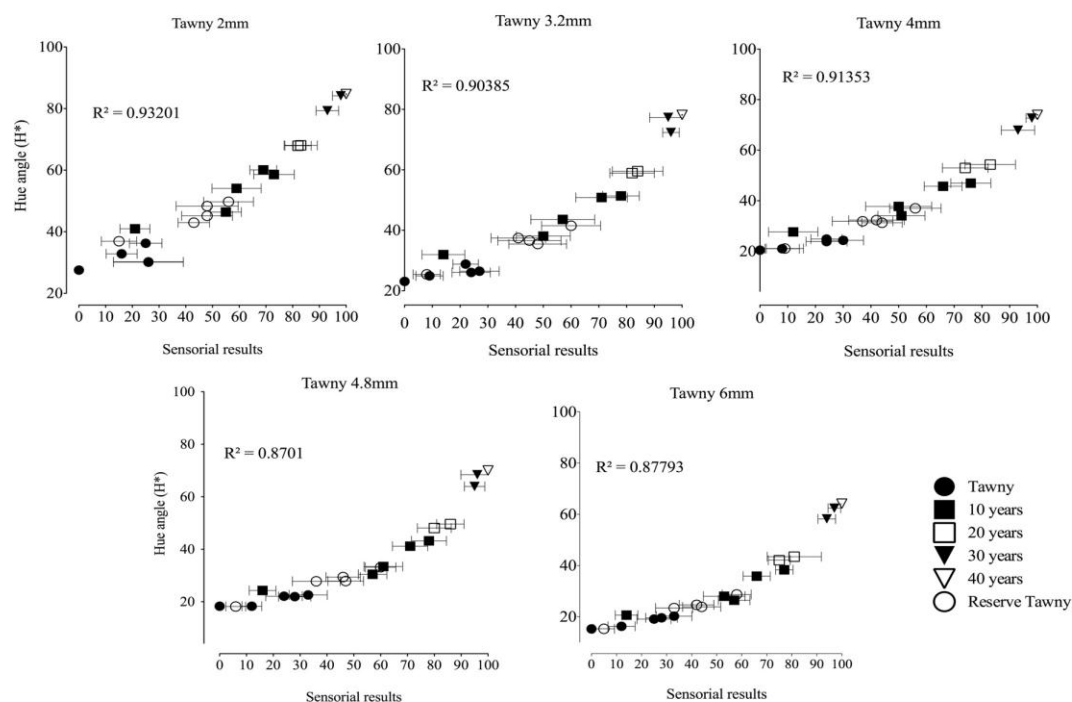 Tawny 2mm
100
80
60
40
20
Hue angle (H*)
R² = 0.93201
0 10 20 30 40 50 60 70 80 90 100
Sensorial results
Tawny 3.2mm
100
80
60
40
20
R² = 0.90385
0 10 20 30 40 50 60 70 80 90 100
Sensorial results
Tawny 4mm
100
80
60
40
20
R² = 0.91353
0 10 20 30 40 50 60 70 80 90 100
Sensorial results
Tawny 4.8mm
100
80
60
40
20
Hue angle (H*)
R² = 0.8701
0 10 20 30 40 50 60 70 80 90 100
Sensorial results
Tawny 6mm
100
80
60
40
20
R² = 0.87793
0 10 20 30 40 50 60 70 80 90 100
Sensorial results
Tawny
10 years
20 years
30 years
40 years
Reserve Tawny